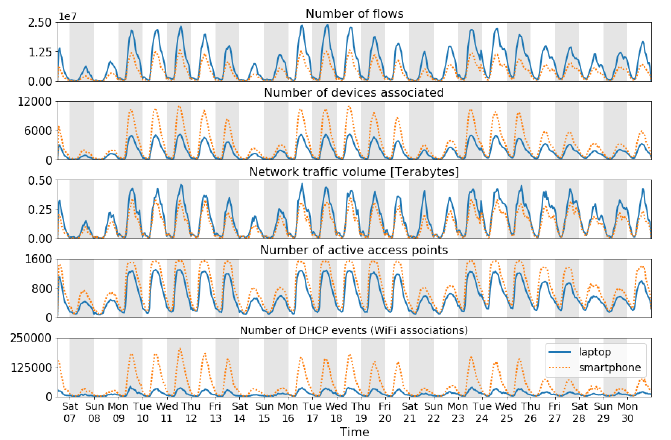 Number of flows
1e7
2.50
1.25
0.00
Number of devices associated
12000
6000
0
Network traffic volume [Terabytes]
0.50
0.25
0.00
Number of active access points
1600
800
0
Number of DHCP events (WiFi associations)
250000
125000
0
laptop
smartphone
Sat Sun Mon Tue Wed Thu Fri Sat Sun Mon Tue Wed Thu Fri Sat Sun Mon Tue Wed Thu Fri Sat Sun Mon
07 08 09 10 11 12 13 14 15 16 17 18 19 20 21 22 23 24 25 26 27 28 29 30
Time